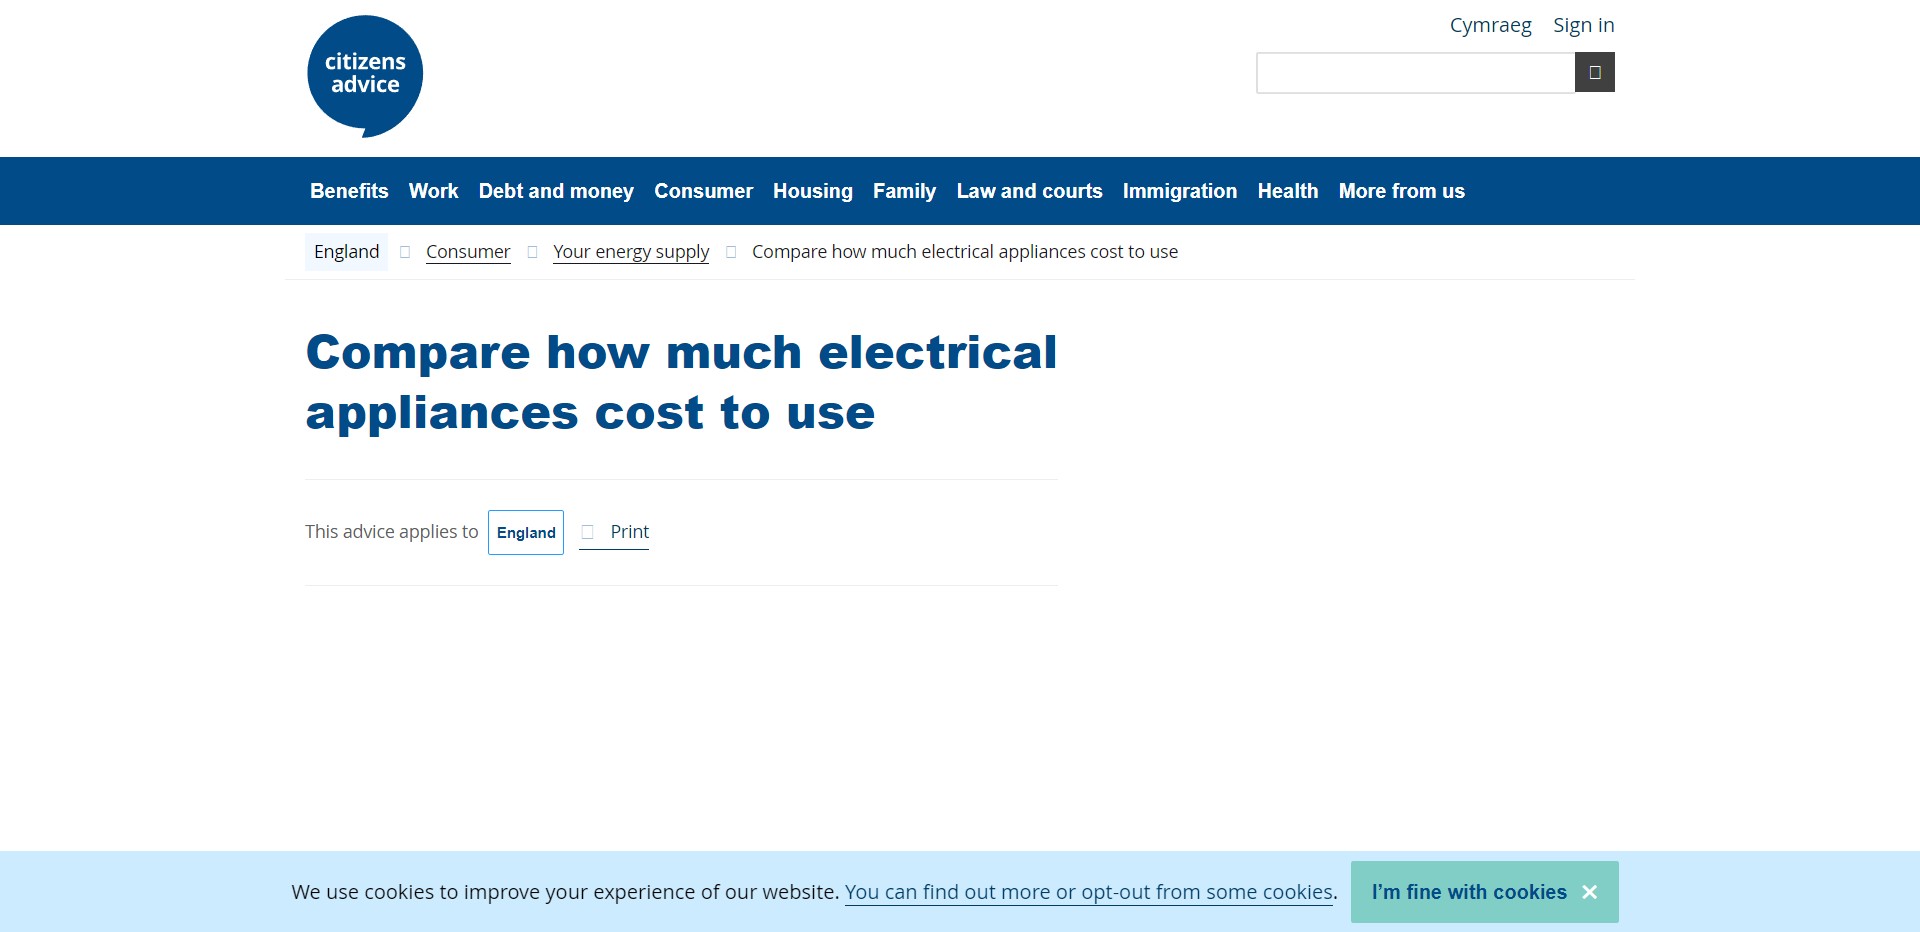 citizens
advice
Cymraeg Sign in
Benefits Work Debt and money Consumer Housing Family Law and courts Immigration Health More from us
England Consumer Your energy supply Compare how much electrical appliances cost to use
Compare how much electrical
appliances cost to use
This advice applies to England Print
We use cookies to improve your experience of our website. You can find out more or opt-out from some cookies. I’m fine with cookies ×